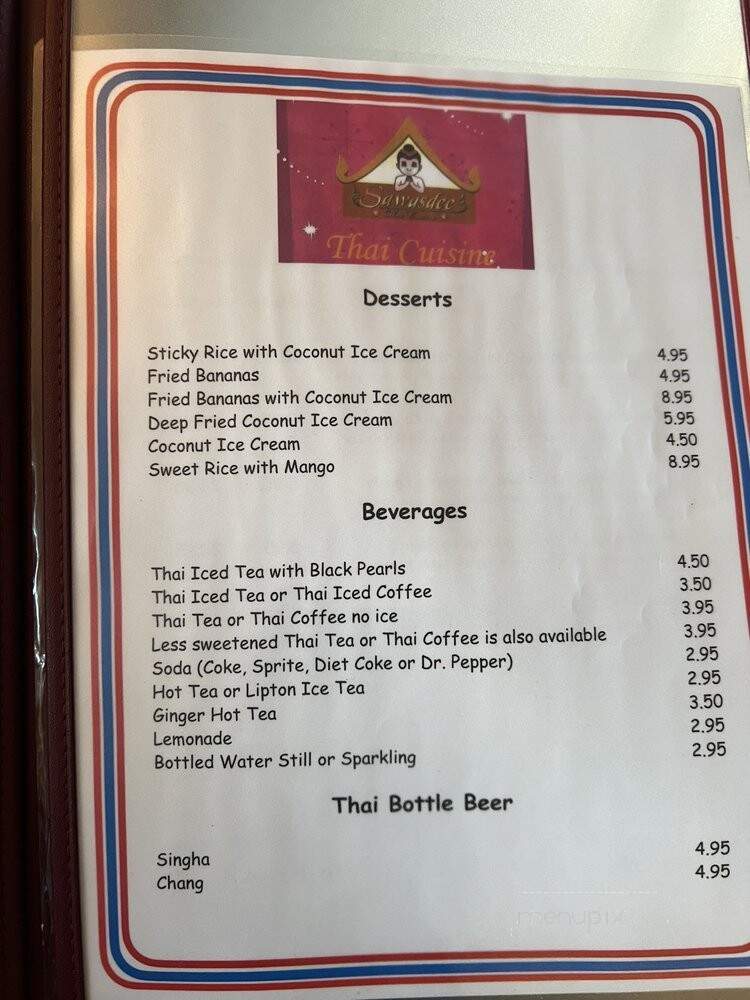 Sawasdee
Thai Cuisine
Desserts
Sticky Rice with Coconut Ice Cream 4.95
Fried Bananas 4.95
Fried Bananas with Coconut Ice Cream 8.95
Deep Fried Coconut Ice Cream 5.95
Coconut Ice Cream 4.50
Sweet Rice with Mango 8.95
Beverages
Thai Iced Tea with Black Pearls 4.50
Thai Iced Tea or Thai Iced Coffee 3.50
Thai Tea or Thai Coffee no ice 3.95
Less sweetened Thai Tea or Thai Coffee is also available 3.95
Soda (Coke, Sprite, Diet Coke or Dr. Pepper) 2.95
Hot Tea or Lipton Ice Tea 2.95
Ginger Hot Tea 3.50
Lemonade 2.95
Bottled Water Still or Sparkling 2.95
Thai Bottle Beer
Singha 4.95
Chang 4.95